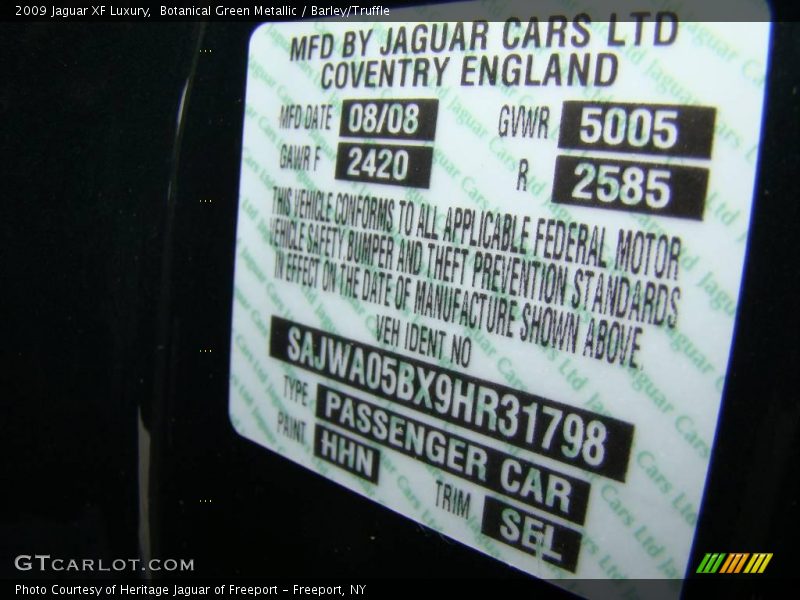 2009 Jaguar XF Luxury,  Botanical Green Metallic / Barley/Truffle
MFD BY JAGUAR CARS LTD
COVENTRY ENGLAND
MFD DATE 08/08 GVWR 5005
GAWR F 2420 R 2585
THIS VEHICLE CONFORMS TO ALL APPLICABLE FEDERAL MOTOR
VEHICLE SAFETY, BUMPER AND THEFT PREVENTION STANDARDS
IN EFFECT ON THE DATE OF MANUFACTURE SHOWN ABOVE.
VEH IDENT NO
SAJWA05BX9HR31798
TYPE PASSENGER CAR
PAINT HHN TRIM SEL
GTCARLOT.COM
Photo Courtesy of Heritage Jaguar of Freeport - Freeport, NY